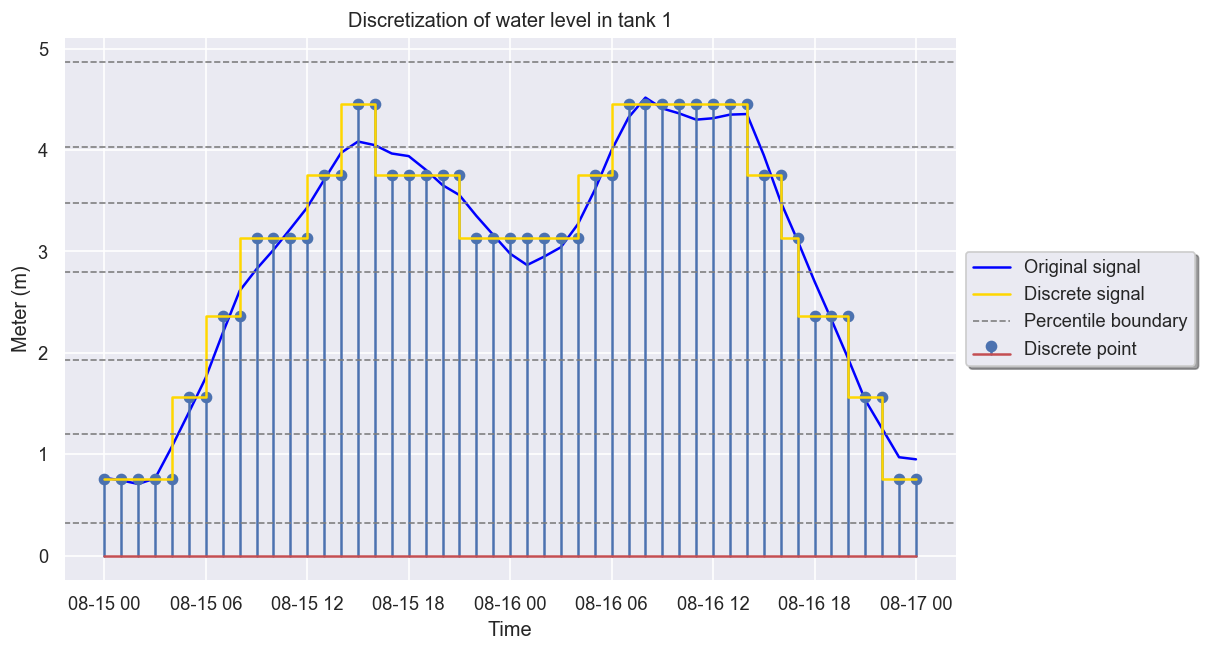 Discretization of water level in tank 1
5
4
3
2
1
0
Meter (m)
08-15 00 08-15 06 08-15 12 08-15 18 08-16 00 08-16 06 08-16 12 08-16 18 08-17 00
Time
Original signal
Discrete signal
Percentile boundary
Discrete point